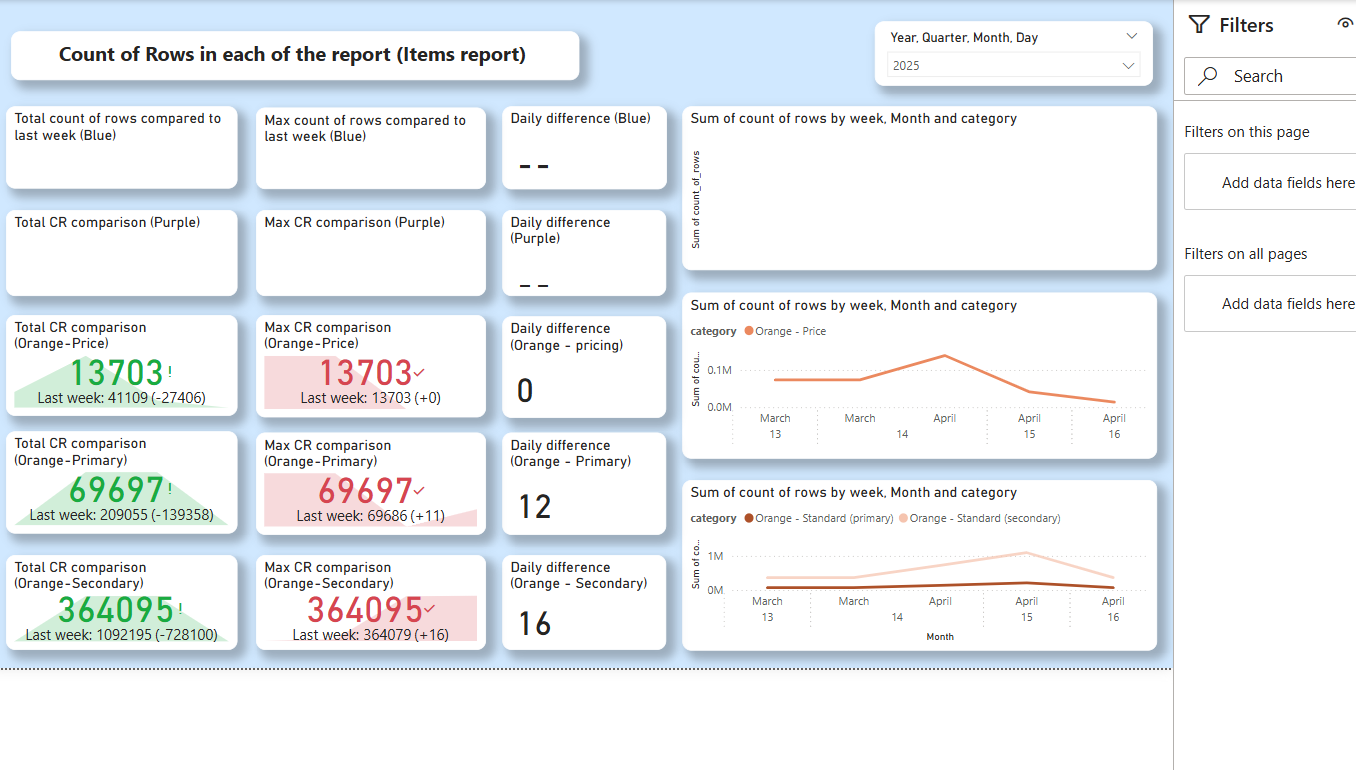 Count of Rows in each of the report (Items report)
Year, Quarter, Month, Day
2025
Filters
Search
Filters on this page
Add data fields here
Filters on all pages
Add data fields here
Total count of rows compared to
last week (Blue)
Max count of rows compared to
last week (Blue)
Daily difference (Blue)
--
Sum of count of rows by week, Month and category
Sum of count_of_rows
Total CR comparison (Purple)
Max CR comparison (Purple)
Daily difference
(Purple)
--
Total CR comparison
(Orange-Price)
13703!
Last week: 41109 (-27406)
Max CR comparison
(Orange-Price)
13703✓
Last week: 13703 (+0)
Daily difference
(Orange - pricing)
0
Sum of count of rows by week, Month and category
category Orange - Price
Sum of cou...
0.1M
0.0M
March March April April April
13 14 15 16
Total CR comparison
(Orange-Primary)
69697!
Last week: 209055 (-139358)
Max CR comparison
(Orange-Primary)
69697✓
Last week: 69686 (+11)
Daily difference
(Orange - Primary)
12
Total CR comparison
(Orange-Secondary)
364095!
Last week: 1092195 (-728100)
Max CR comparison
(Orange-Secondary)
364095✓
Last week: 364079 (+16)
Daily difference
(Orange - Secondary)
16
Sum of count of rows by week, Month and category
category Orange - Standard (primary) Orange - Standard (secondary)
Sum of co...
1M
0M
March March April April April
13 14 15 16
Month